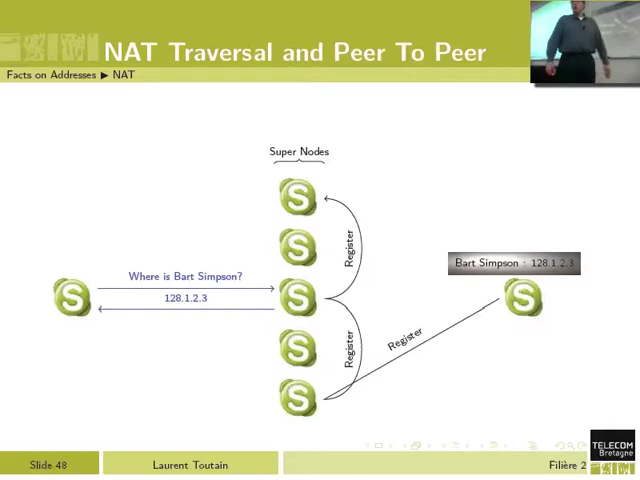 NAT Traversal and Peer To Peer
Facts on Addresses ▶ NAT
Super Nodes
S
S
Register
Where is Bart Simpson?
Bart Simpson : 128.1.2.3
S
128.1.2.3
S
S
Register
Register
S
S
TELECOM
Bretagne
Slide 48
Laurent Toutain
Filière 2